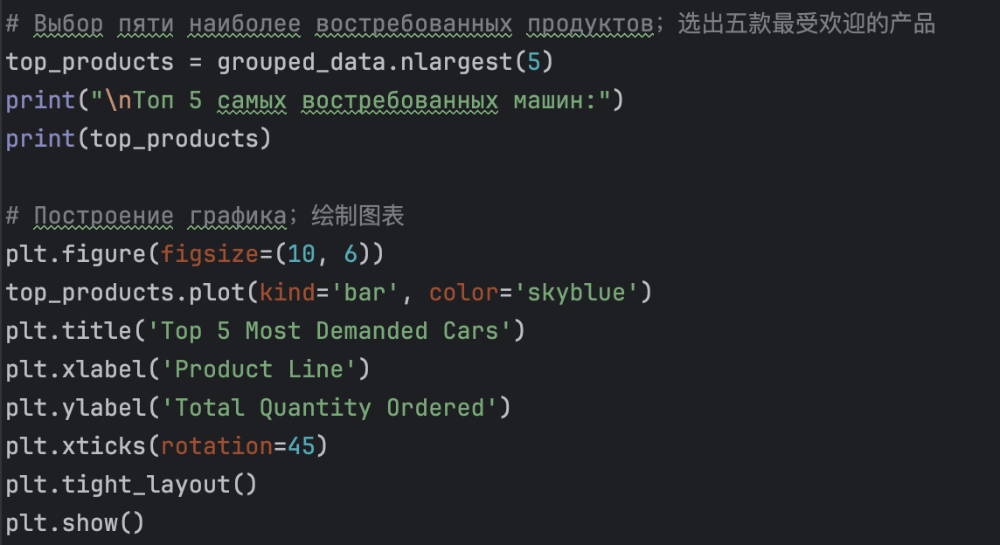 # Выбор пяти наиболее востребованных продуктов; 选出五款最受欢迎的产品
top_products = grouped_data.nlargest(5)
print("\nТоп 5 самых востребованных машин:")
print(top_products)

# Построение графика; 绘制图表
plt.figure(figsize=(10, 6))
top_products.plot(kind='bar', color='skyblue')
plt.title('Top 5 Most Demanded Cars')
plt.xlabel('Product Line')
plt.ylabel('Total Quantity Ordered')
plt.xticks(rotation=45)
plt.tight_layout()
plt.show()